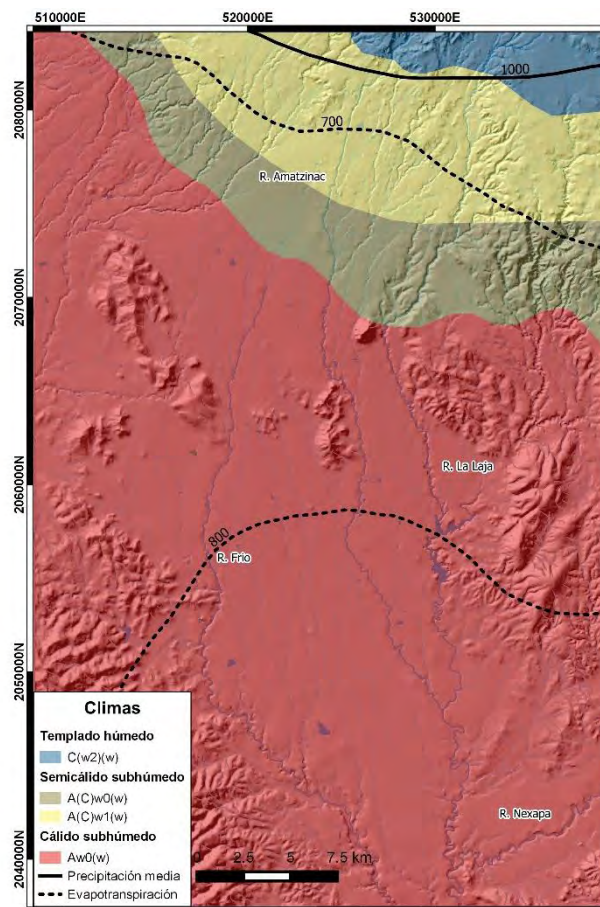 510000E
520000E
530000E
1000
2080000N
700
R. Amatzinac
2070000N
R. La Laja
2060000N
800
R. Frio
2050000N
Climas
Templado húmedo
C(w2)(w)
Semicálido subhúmedo
A(C)w0(w)
A(C)w1(w)
R. Nexapa
Cálido subhúmedo
Aw0(w)
Precipitación media
Evapotranspiración
0 2.5 5 7.5 km
2040000N